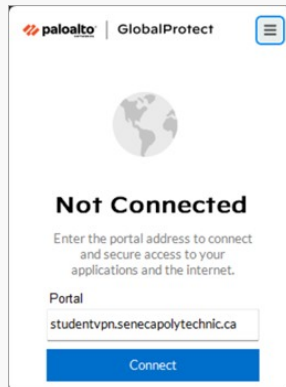 paloalto | GlobalProtect
Not Connected
Enter the portal address to connect
and secure access to your
applications and the internet.
Portal
studentvpn.senecapolytechnic.ca
Connect